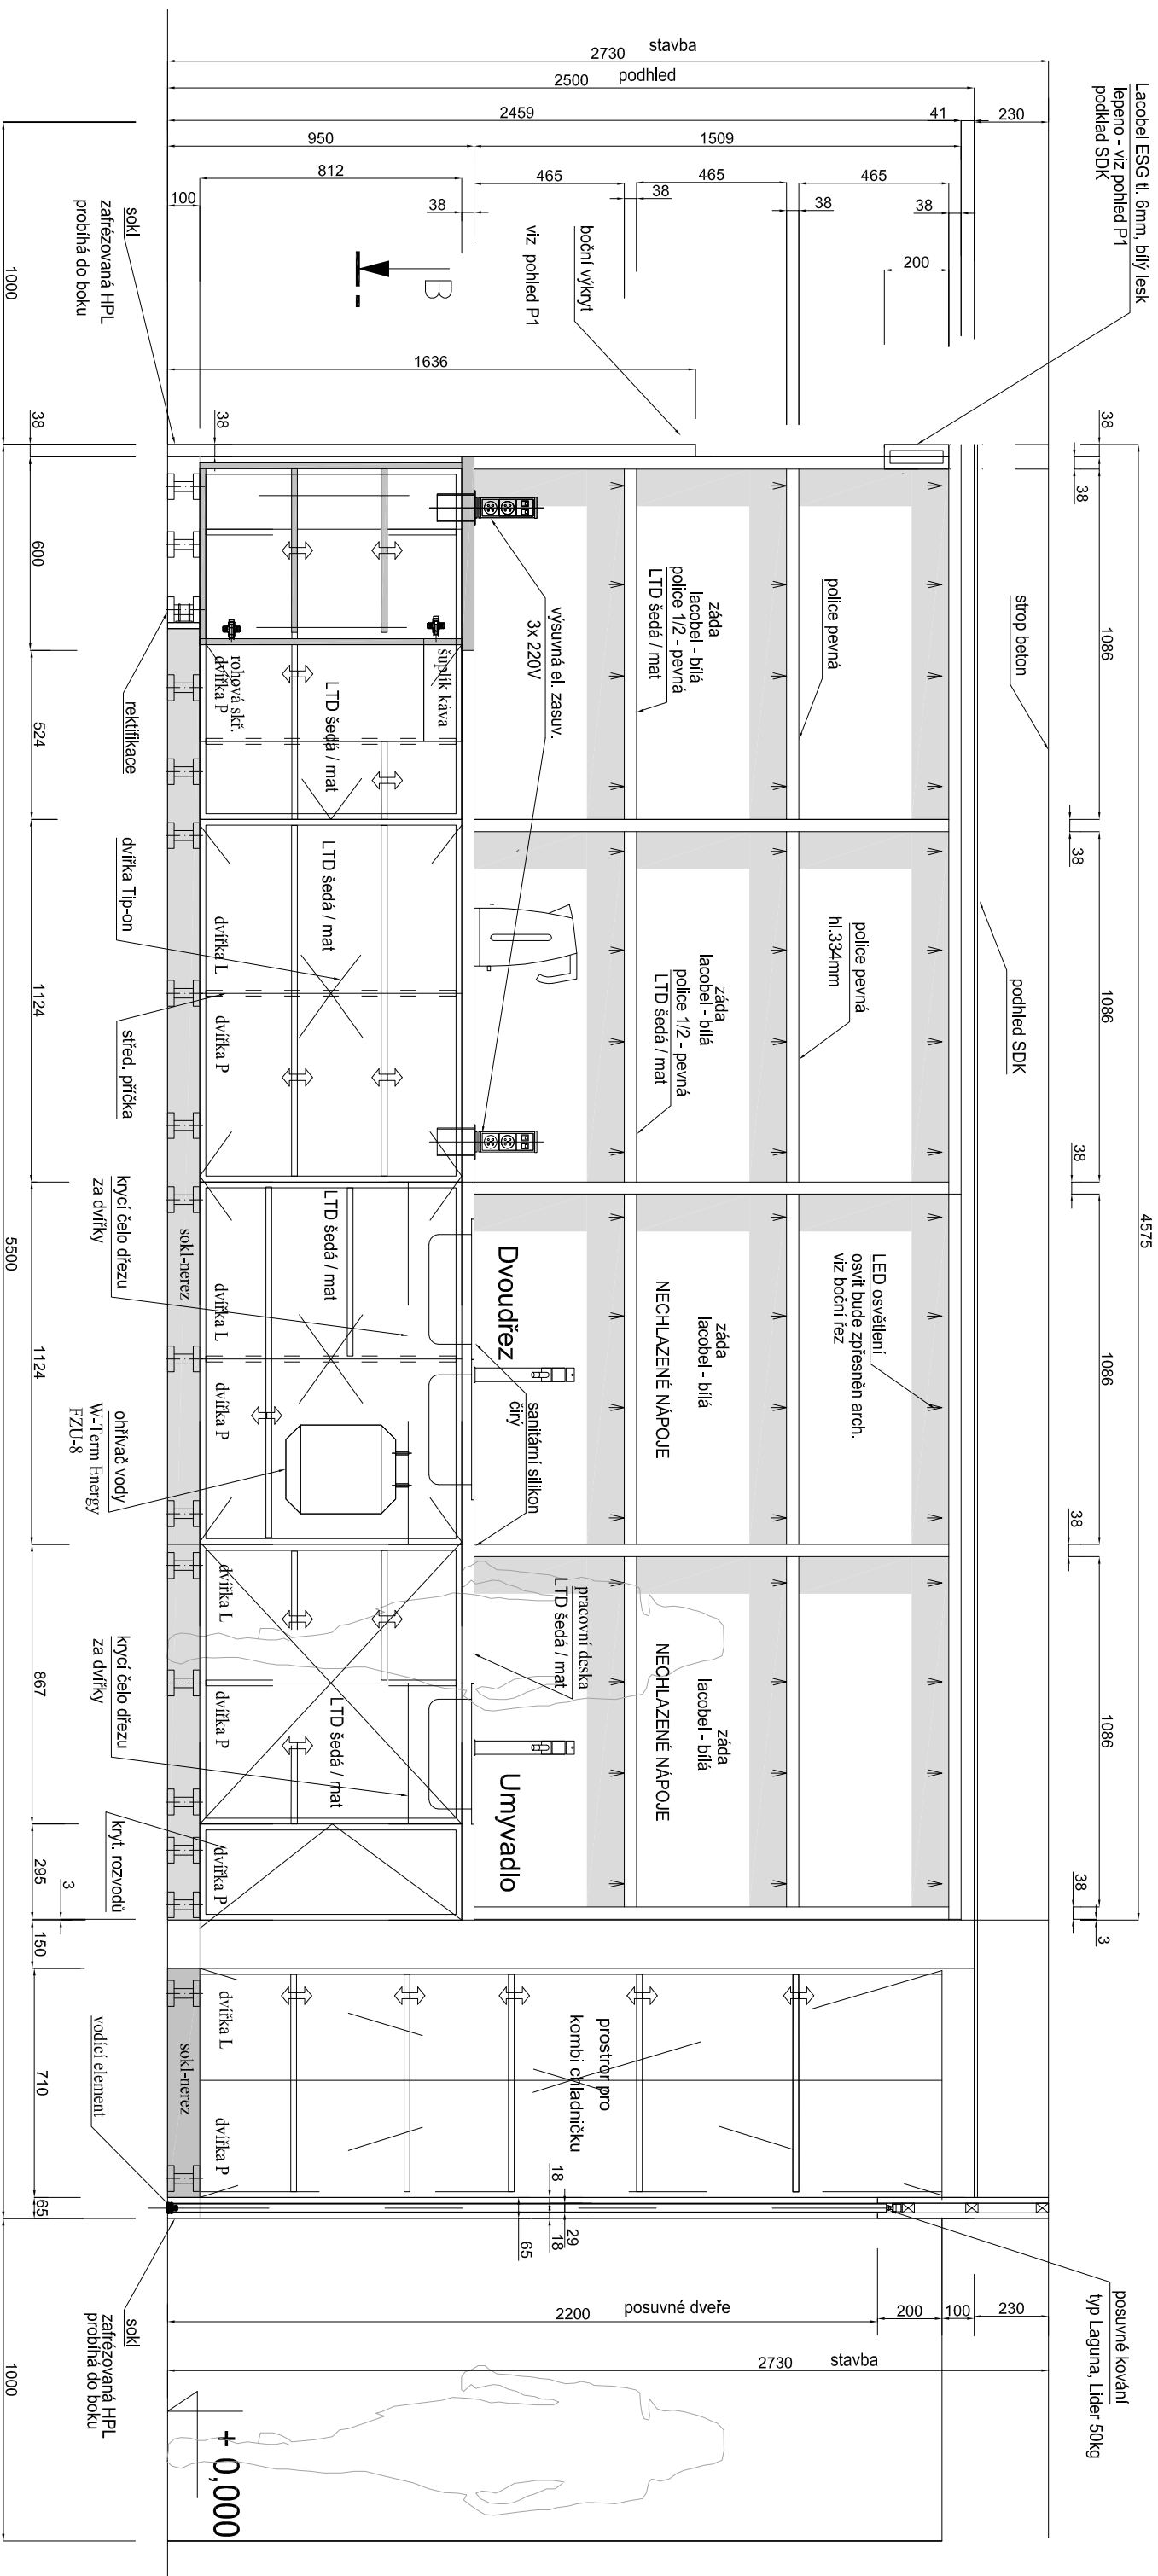 stavba
2730
podhled
2500
2459
41
230
950
1509
812
465
465
465
100
38
38
38
38
200
1636
Lacobel ESG tl. 6mm, bílý lesk
lepeno - viz pohled P1
podklad SDK
boční výkryt
viz pohled P1
B
sokl
zafrézovaná HPL
probíhá do boku
1000
4575
38
38
1086
38
1086
38
1086
38
1086
38
3
strop beton
podhled SDK
police pevná
police pevná
hl.334mm
LED osvětlení
osvit bude zpřesněn arch.
viz boční řez
záda
lacobel - bílá
police 1/2 - pevná
LTD šedá / mat
záda
lacobel - bílá
police 1/2 - pevná
LTD šedá / mat
záda
lacobel - bílá
NECHLAZENÉ NÁPOJE
záda
lacobel - bílá
NECHLAZENÉ NÁPOJE
výsuvná el. zasuv.
3x 220V
Dvoudřez
sanitární silikon
čirý
pracovní deska
LTD šedá / mat
Umyvadlo
šuplík káva
rohová skř.
dvířka P
LTD šedá / mat
LTD šedá / mat
dvířka L
dvířka P
LTD šedá / mat
dvířka L
dvířka P
dvířka L
dvířka P
LTD šedá / mat
dvířka P
sokl-nerez
38
rektifikace
dvířka Tip-on
střed. příčka
krycí čelo dřezu
za dvířky
ohřívač vody
W-Term Energy
FZU-8
krycí čelo dřezu
za dvířky
kryt. rozvodů
38
600
524
1124
1124
867
295
3
150
710
65
5500
prostror pro
kombi chladničku
dvířka L
dvířka P
sokl-nerez
vodící element
18
29
18
65
posuvné kování
typ Laguna, Lider 50kg
posuvné dveře
2200
200
100
230
stavba
2730
sokl
zafrézovaná HPL
probíhá do boku
+ 0,000
1000